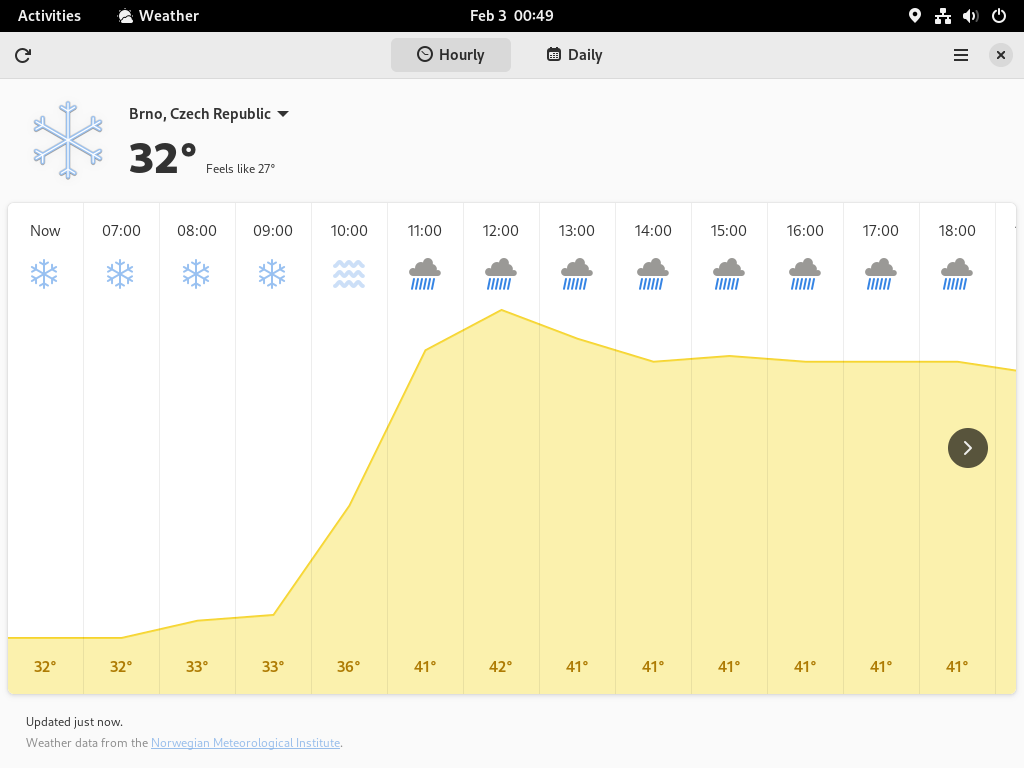 Activities Weather Feb 3 00:49
Hourly Daily
Brno, Czech Republic
32° Feels like 27°
Now 07:00 08:00 09:00 10:00 11:00 12:00 13:00 14:00 15:00 16:00 17:00 18:00
32° 32° 33° 33° 36° 41° 42° 41° 41° 41° 41° 41° 41°
Updated just now.
Weather data from the Norwegian Meteorological Institute.